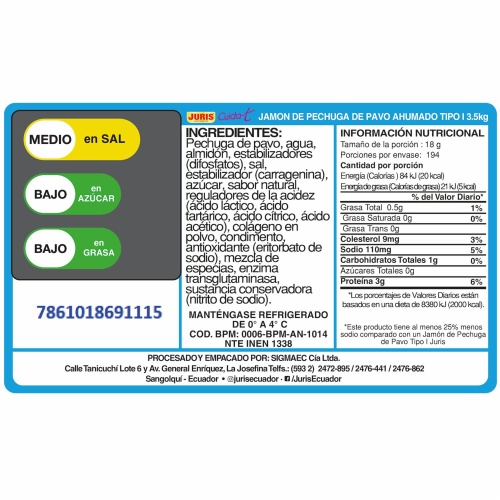 MEDIO en SAL
BAJO en AZÚCAR
BAJO en GRASA
7861018691115
JURIS Cuida-t JAMON DE PECHUGA DE PAVO AHUMADO TIPO I 3.5kg
INGREDIENTES:
Pechuga de pavo, agua,
almidón, estabilizadores
(difosfatos), sal,
estabilizador (carragenina),
azúcar, sabor natural,
reguladores de la acidez
(ácido láctico, ácido
tartárico, ácido cítrico, ácido
acético), colágeno en
polvo, condimento,
antioxidante (eritorbato de
sodio), mezcla de
especias, enzima
transglutaminasa,
sustancia conservadora
(nitrito de sodio).
MANTÉNGASE REFRIGERADO
DE 0° A 4° C
COD. BPM: 0006-BPM-AN-1014
NTE INEN 1338
INFORMACIÓN NUTRICIONAL
Tamaño de la porción : 18 g
Porciones por envase: 194
Cantidad por porción
Energía (Calorías ) 84 kJ (20 kcal)
Energía de grasa (Calorías de grasa) 21 kJ (5 kcal)
% del Valor Diario*
Grasa Total 0.5g 1%
Grasa Saturada 0g 0%
Grasa Trans 0g
Colesterol 9mg 3%
Sodio 110mg 5%
Carbohidratos Totales 1g 0%
Azúcares Totales 0g
Proteína 3g 6%
*Los porcentajes de Valores Diarios están
basados en una dieta de 8380 kJ (2000 kcal).
*Este producto tiene al menos 25% menos
sodio comparado con un Jamón de Pechuga
de Pavo Tipo I Juris
PROCESADO Y EMPACADO POR: SIGMAEC Cía Ltda.
Calle Tanicuchí Lote 6 y Av. General Enríquez, La Josefina Telfs.: (593 2) 2472-895 / 2476-441 / 2476-862
Sangolquí - Ecuador • @jurisecuador · /JurisEcuador